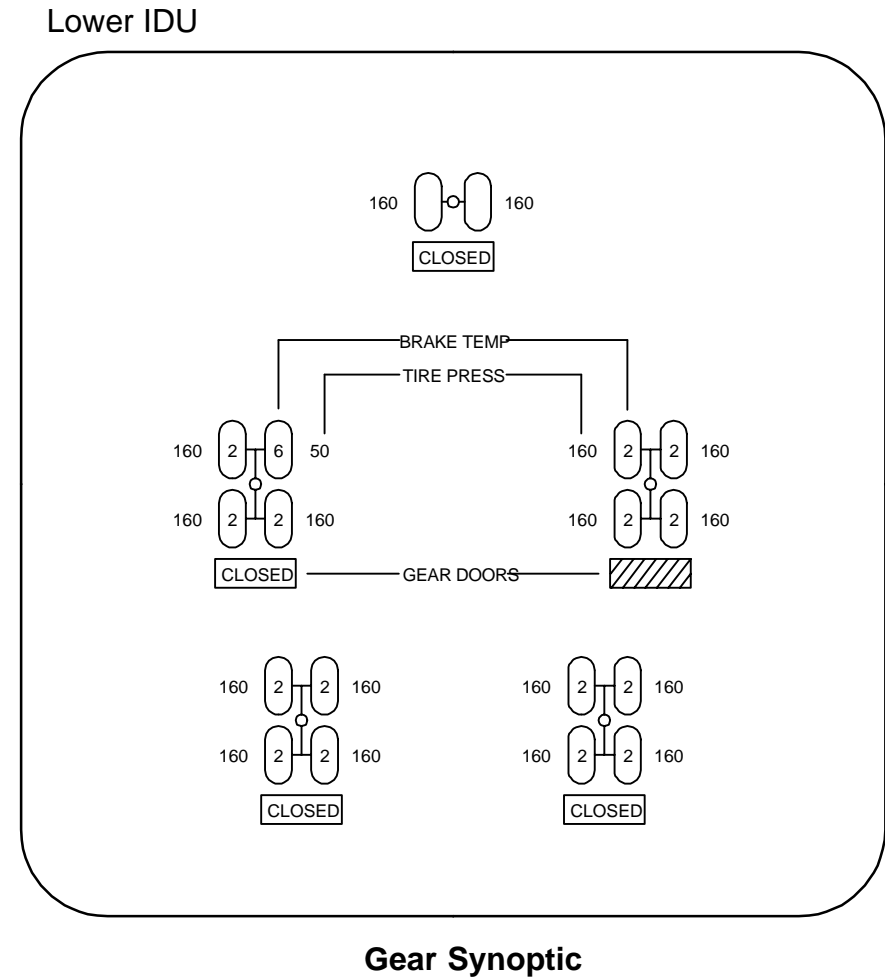 Lower IDU
160 160
CLOSED
BRAKE TEMP
TIRE PRESS
160 2 6 50 160 2 2 160
160 2 2 160 160 2 2 160
CLOSED GEAR DOORS
160 2 2 160 160 2 2 160
160 2 2 160 160 2 2 160
CLOSED CLOSED
Gear Synoptic